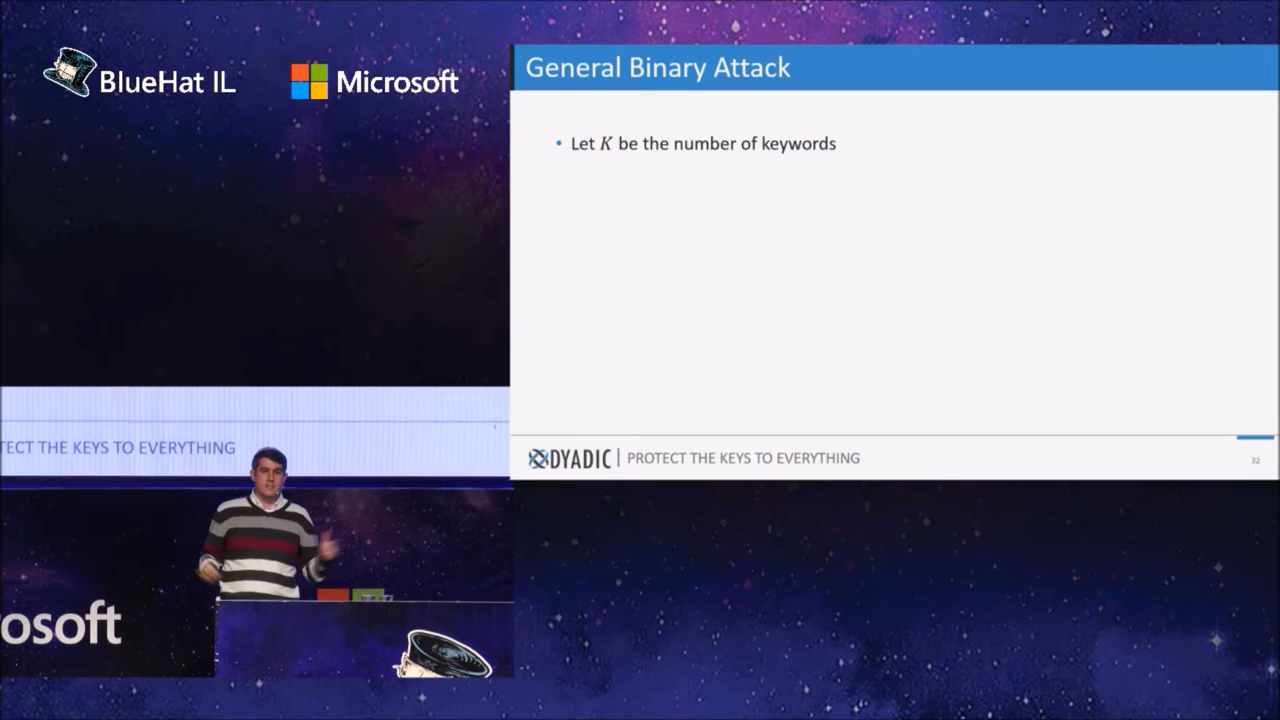 BlueHat IL
Microsoft
General Binary Attack
• Let K be the number of keywords
DYADIC | PROTECT THE KEYS TO EVERYTHING
32
TECT THE KEYS TO EVERYTHING
osoft